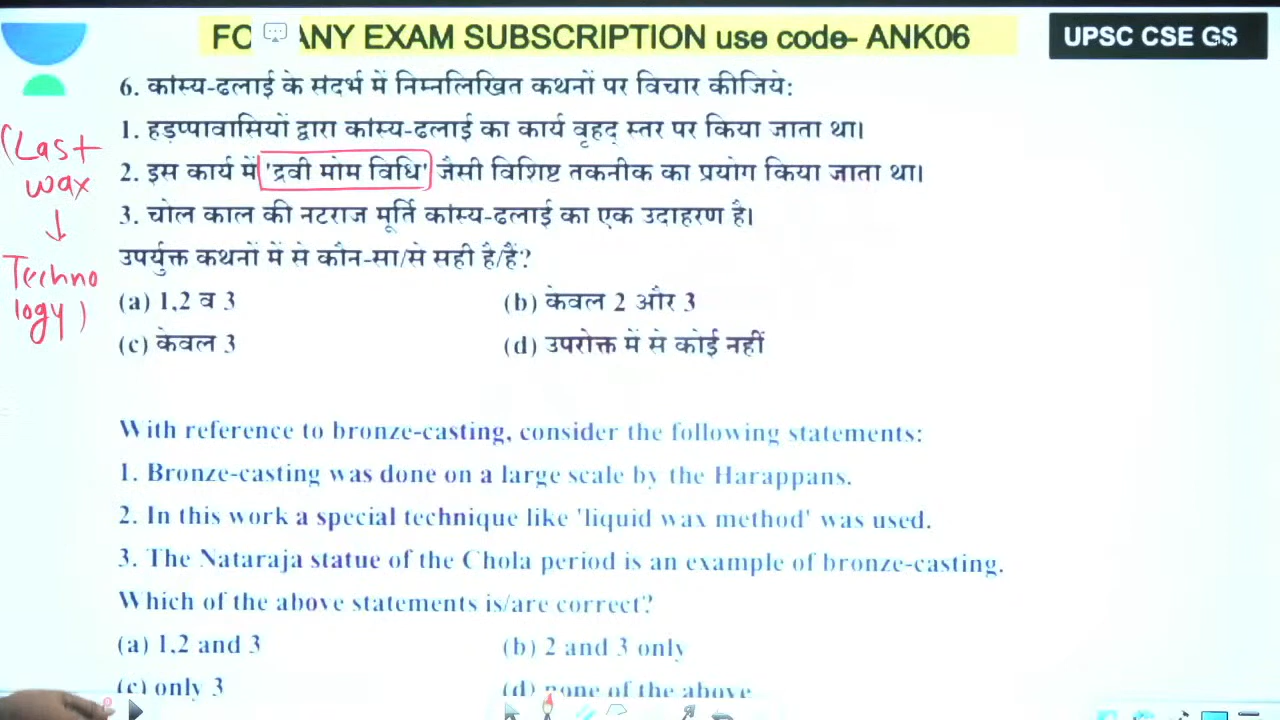 FO ANY EXAM SUBSCRIPTION use code- ANK06
UPSC CSE GS
6. कांस्य-ढलाई के संदर्भ में निम्नलिखित कथनों पर विचार कीजिये:
1. हड़प्पावासियों द्वारा कांस्य-ढलाई का कार्य वृहद् स्तर पर किया जाता था।
2. इस कार्य में 'द्रवी मोम विधि' जैसी विशिष्ट तकनीक का प्रयोग किया जाता था।
3. चोल काल की नटराज मूर्ति कांस्य-ढलाई का एक उदाहरण है।
उपर्युक्त कथनों में से कौन-सा/से सही है/हैं?
(a) 1,2 व 3 (b) केवल 2 और 3
(c) केवल 3 (d) उपरोक्त में से कोई नहीं
(Last
wax
↓
Techno
logy)
With reference to bronze-casting, consider the following statements:
1. Bronze-casting was done on a large scale by the Harappans.
2. In this work a special technique like 'liquid wax method' was used.
3. The Nataraja statue of the Chola period is an example of bronze-casting.
Which of the above statements is/are correct?
(a) 1,2 and 3 (b) 2 and 3 only
(c) only 3 (d) none of the above